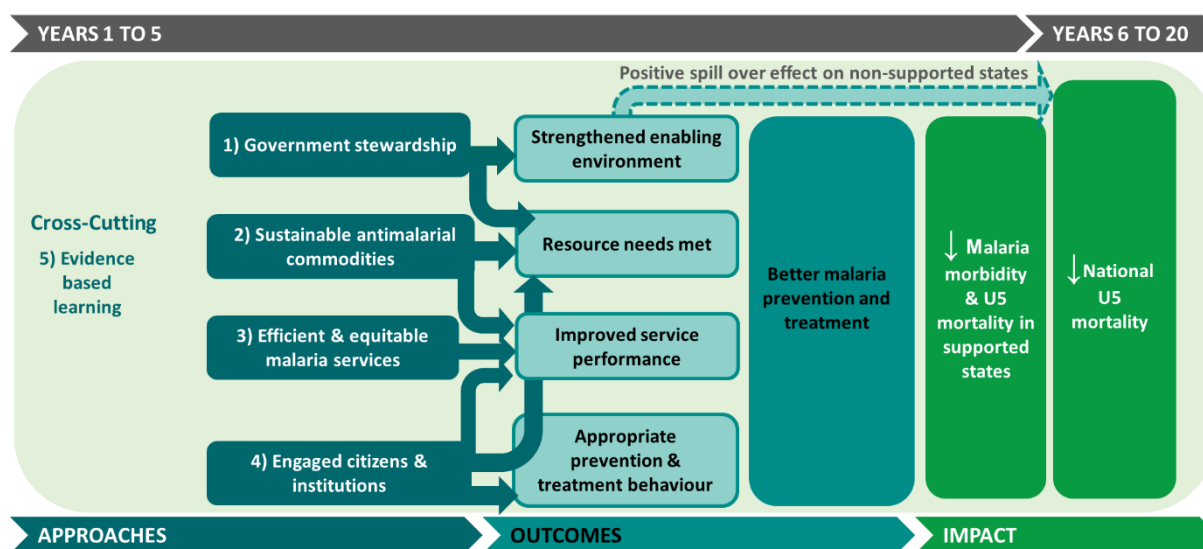 YEARS 1 TO 5
YEARS 6 TO 20
Positive spill over effect on non-supported states
1) Government stewardship
Strengthened enabling
environment
Cross-Cutting
5) Evidence
based
learning
2) Sustainable antimalarial
commodities
Resource needs met
3) Efficient & equitable
malaria services
Improved service
performance
4) Engaged citizens &
institutions
Appropriate
prevention &
treatment behaviour
Better malaria
prevention and
treatment
↓ Malaria
morbidity
& U5
mortality in
supported
states
↓National
U5
mortality
APPROACHES
OUTCOMES
IMPACT